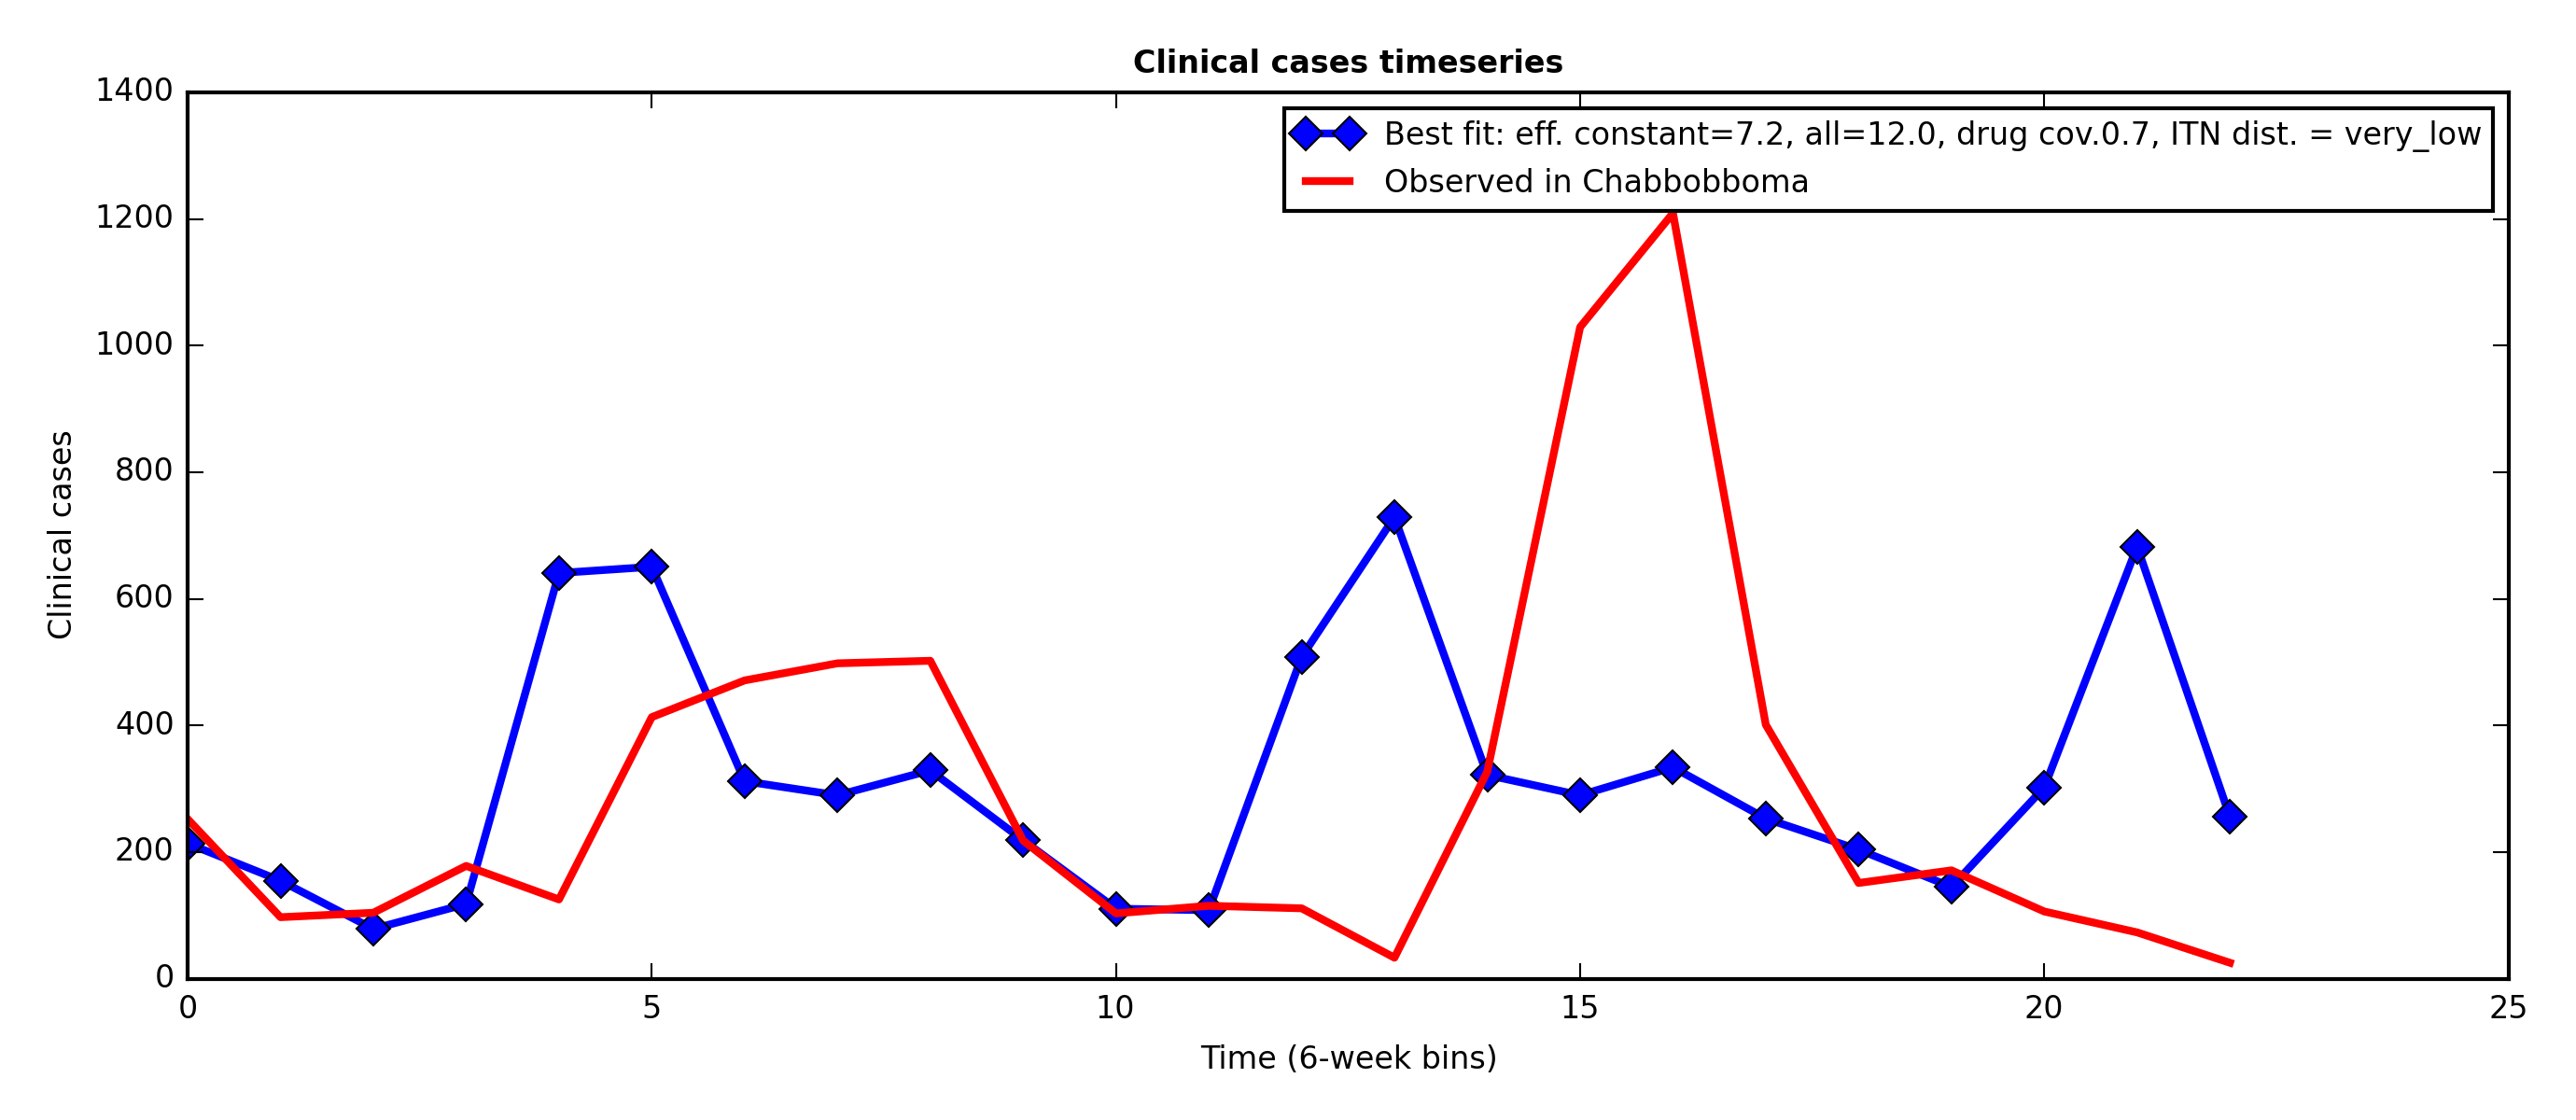 Clinical cases timeseries
1400
1200
1000
800
600
400
200
0
Clinical cases
Best fit: eff. constant=7.2, all=12.0, drug cov.0.7, ITN dist. = very_low
Observed in Chabbobboma
0 5 10 15 20 25
Time (6-week bins)